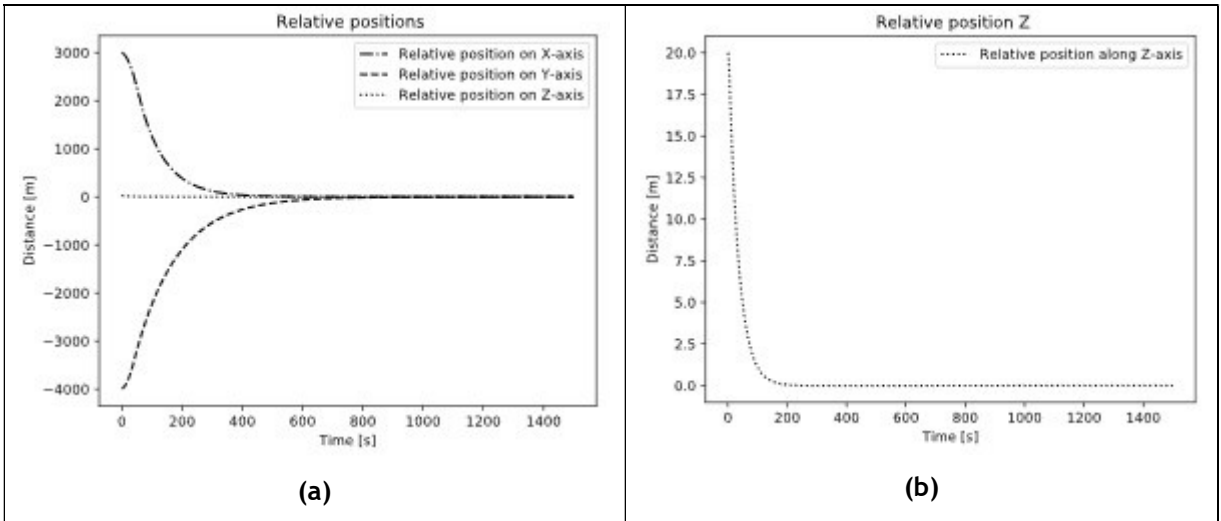 Relative positions
Relative position on X-axis
Relative position on Y-axis
Relative position on Z-axis
3000
2000
1000
0
−1000
−2000
−3000
−4000
Distance [m]
0 200 400 600 800 1000 1200 1400
Time [s]
(a)
Relative position Z
Relative position along Z-axis
20.0
17.5
15.0
12.5
10.0
7.5
5.0
2.5
0.0
Distance [m]
0 200 400 600 800 1000 1200 1400
Time [s]
(b)